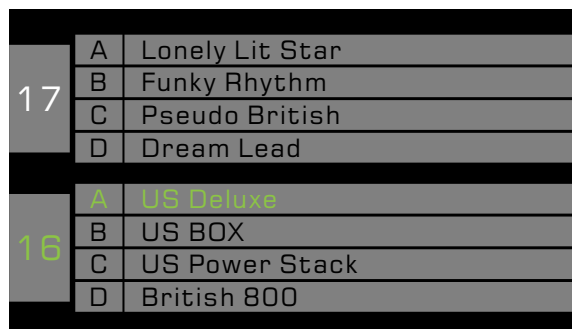 17
A Lonely Lit Star
B Funky Rhythm
C Pseudo British
D Dream Lead
16
A US Deluxe
B US BOX
C US Power Stack
D British 800